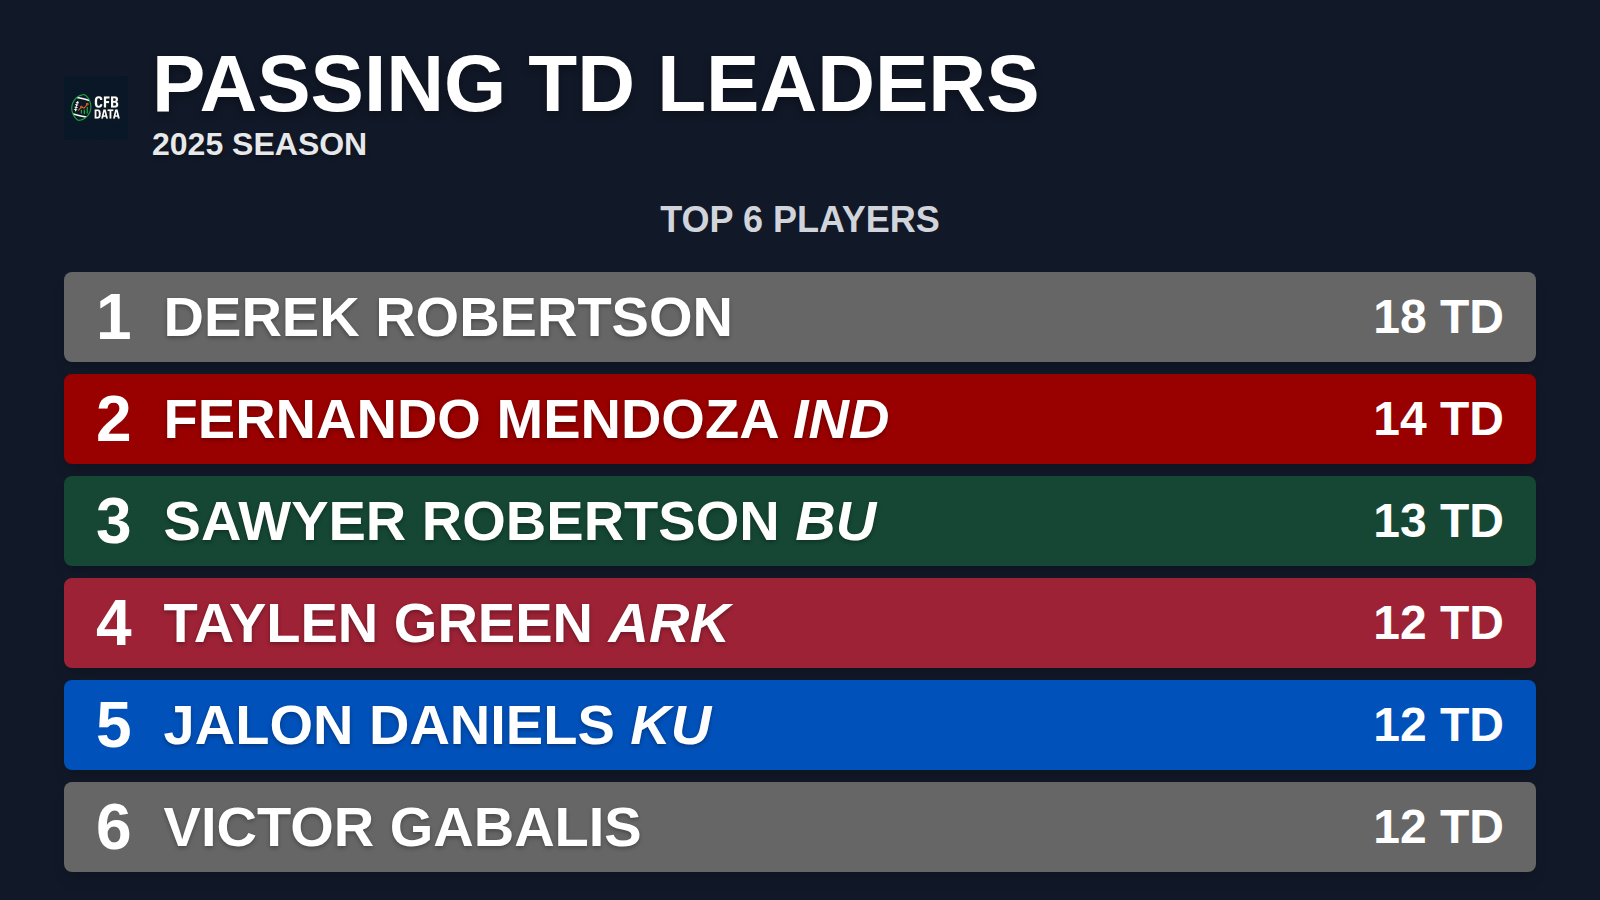 CFB
DATA
PASSING TD LEADERS
2025 SEASON
TOP 6 PLAYERS
1 DEREK ROBERTSON 18 TD
2 FERNANDO MENDOZA IND 14 TD
3 SAWYER ROBERTSON BU 13 TD
4 TAYLEN GREEN ARK 12 TD
5 JALON DANIELS KU 12 TD
6 VICTOR GABALIS 12 TD